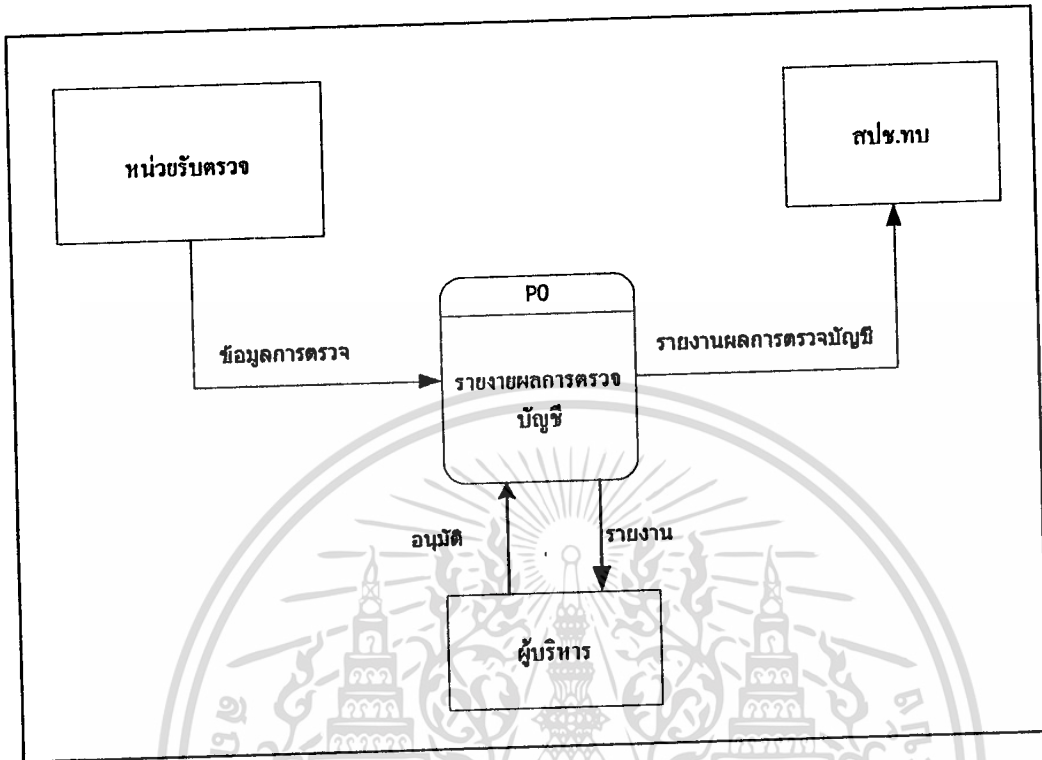 หน่วยรับตรวจ
สปช.ทบ
P0
ข้อมูลการตรวจ
รายงานผลการตรวจบัญชี
รายงายผลการตรวจ
บัญชี
อนุมัติ
รายงาน
ผู้บริหาร